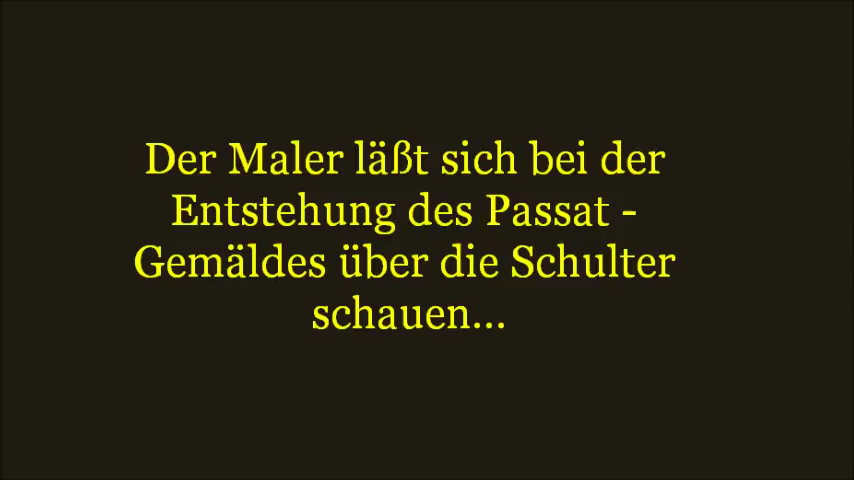 Der Maler läßt sich bei der
Entstehung des Passat -
Gemäldes über die Schulter
schauen...